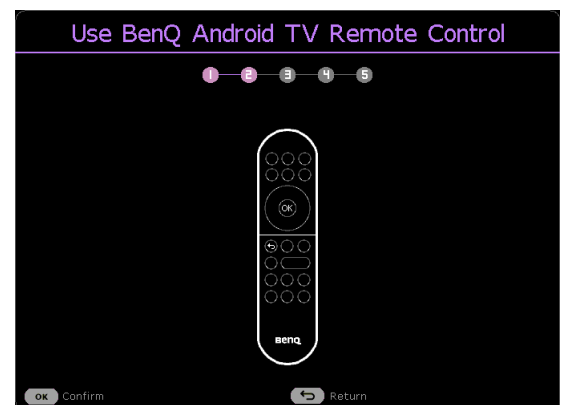 Use BenQ Android TV Remote Control
1 2 3 4 5
OK
BenQ
OK Confirm
Return